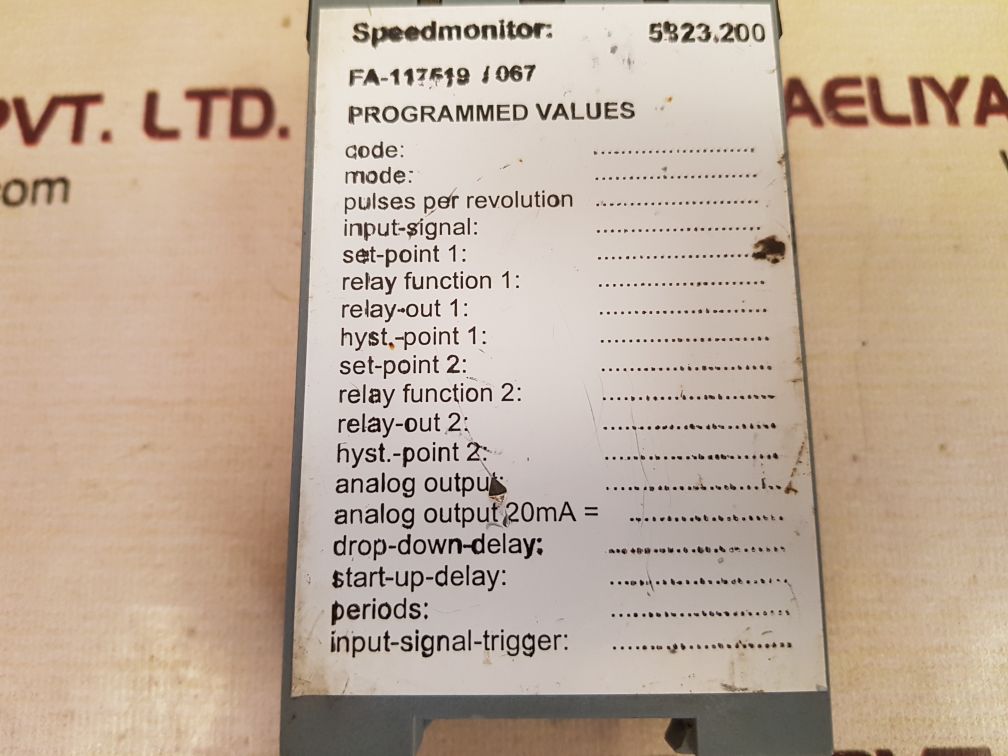 Speedmonitor: 5823.200
FA-117519 / 067
PROGRAMMED VALUES
code: ....................
mode: ....................
pulses per revolution ....................
input-signal: ....................
set-point 1: ....................
relay function 1: ....................
relay-out 1: ....................
hyst.-point 1: ....................
set-point 2: ....................
relay function 2: ....................
relay-out 2: ....................
hyst.-point 2: ....................
analog output: ....................
analog output 20mA = ....................
drop-down-delay: ....................
start-up-delay: ....................
periods: ....................
input-signal-trigger: ....................
PVT. LTD.
com
AELIYA